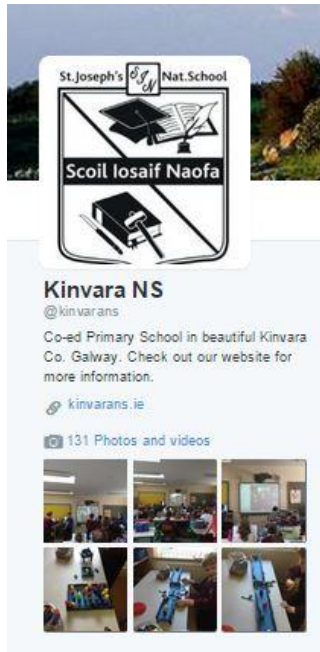 St.Joseph's SJN Nat.School
Scoil Iosaif Naofa
Kinvara NS
@kinvarans
Co-ed Primary School in beautiful Kinvara
Co. Galway. Check out our website for
more information.
kinvarans.ie
131 Photos and videos